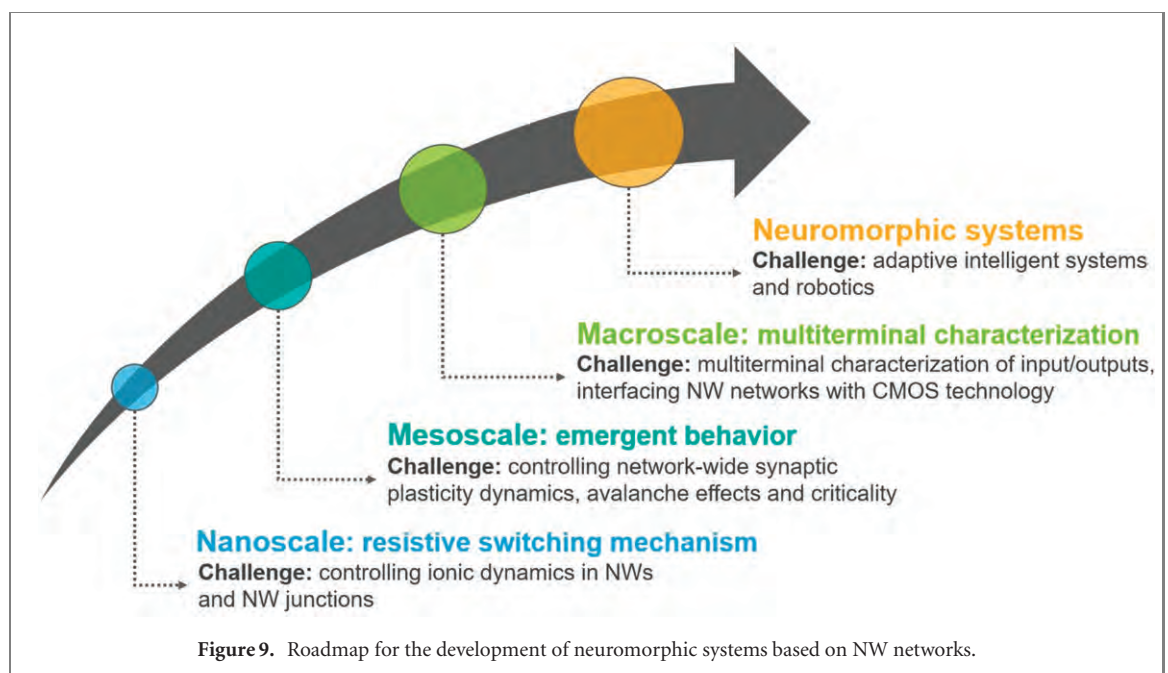 Neuromorphic systems
Challenge: adaptive intelligent systems
and robotics
Macroscale: multiterminal characterization
Challenge: multiterminal characterization of input/outputs,
interfacing NW networks with CMOS technology
Mesoscale: emergent behavior
Challenge: controlling network-wide synaptic
plasticity dynamics, avalanche effects and criticality
Nanoscale: resistive switching mechanism
Challenge: controlling ionic dynamics in NWs
and NW junctions
Figure 9. Roadmap for the development of neuromorphic systems based on NW networks.